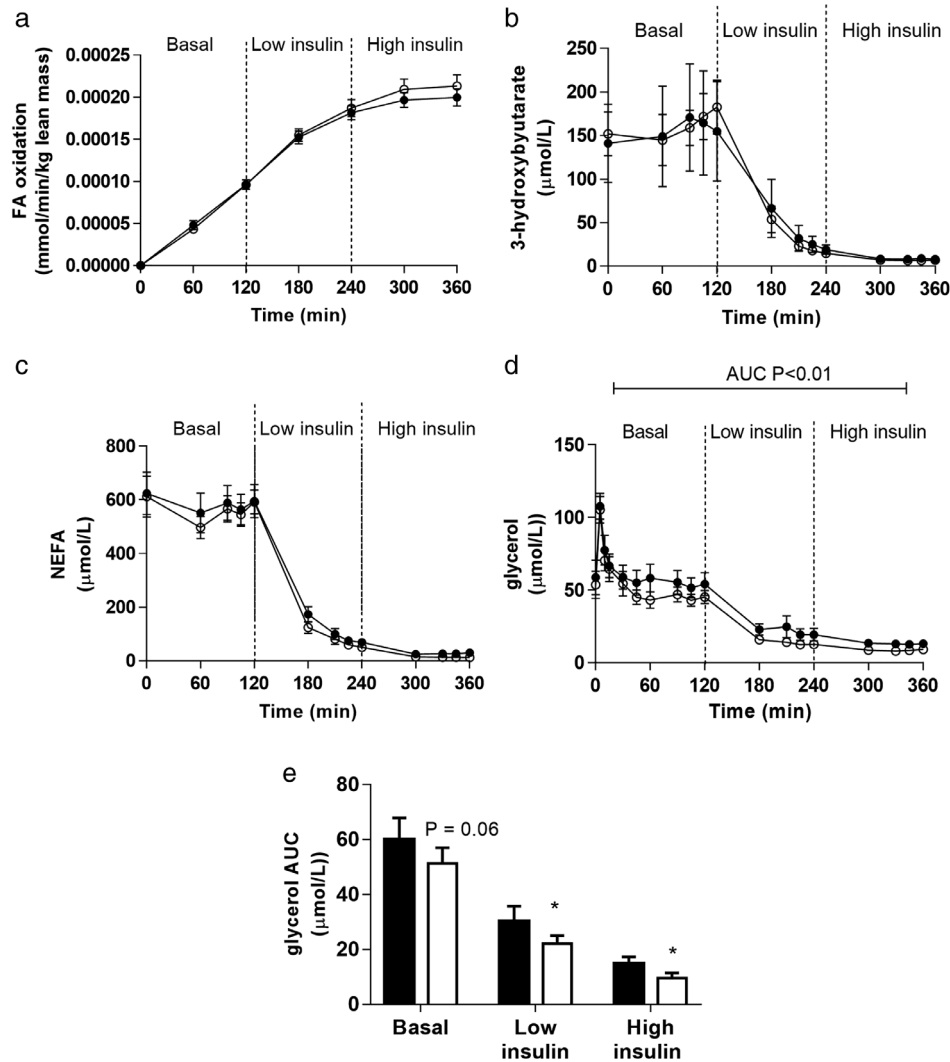 a
Basal
Low insulin
High insulin
FA oxidation
(mmol/min/kg lean mass)
0.00025
0.00020
0.00015
0.00010
0.00005
0.00000
0 60 120 180 240 300 360
Time (min)
b
Basal
Low insulin
High insulin
3-hydroxybyutarate
(μmol/L)
250
200
150
100
50
0
0 60 120 180 240 300 360
Time (min)
c
Basal
Low insulin
High insulin
NEFA
(μmol/L)
800
600
400
200
0
0 60 120 180 240 300 360
Time (min)
d
AUC P<0.01
Basal
Low insulin
High insulin
glycerol
(μmol/L))
150
100
50
0
0 60 120 180 240 300 360
Time (min)
e
glycerol AUC
(μmol/L))
80
60
40
20
0
P = 0.06
*
*
Basal
Low
insulin
High
insulin